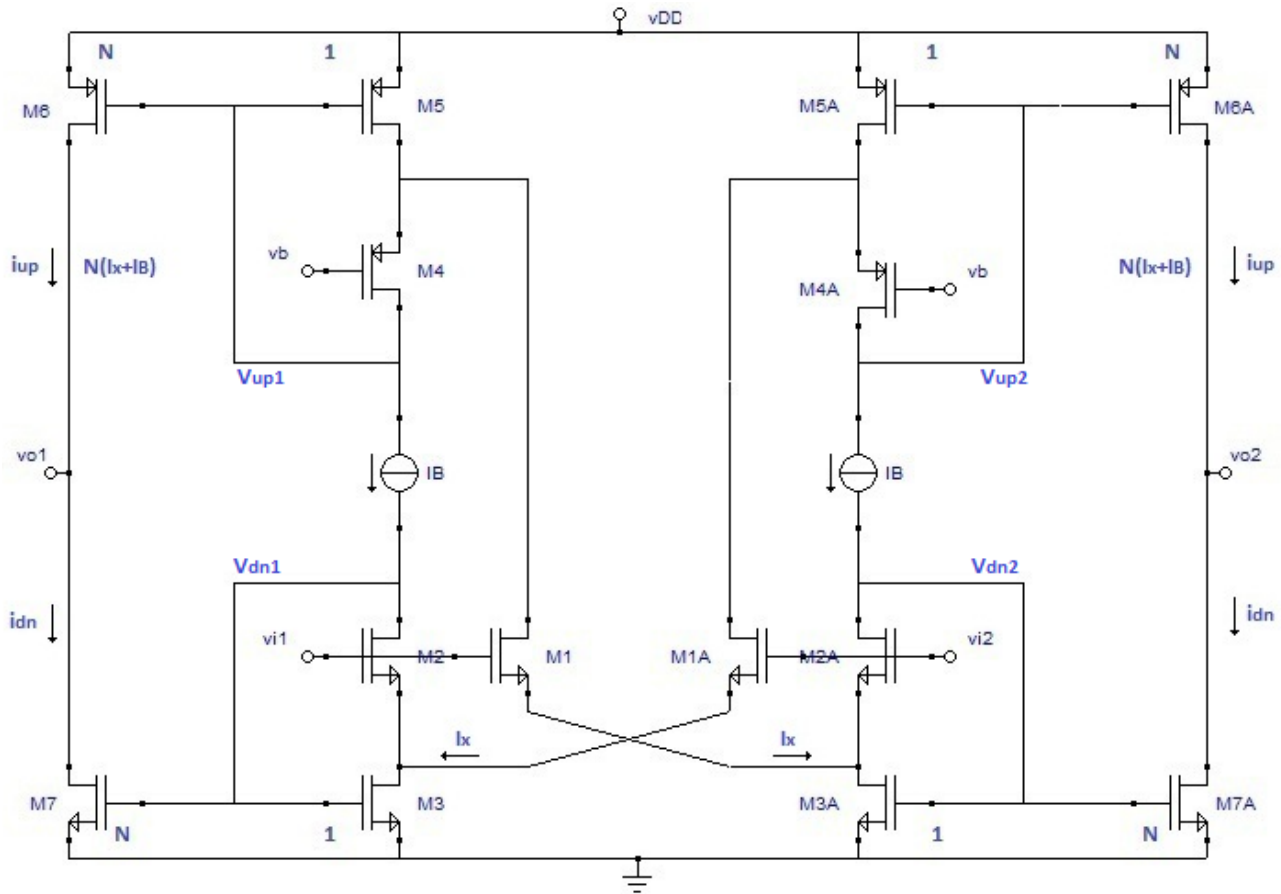 vDD
N 1 1 N
M6 M5 M5A M6A
vb M4 M4A vb
iup N(Ix+IB) N(Ix+IB) iup
Vup1 Vup2
vo1 IB IB vo2
Vdn1 Vdn2
idn vi1 M2 M1 M1A M2A vi2 idn
Ix Ix
M7 M3 M3A M7A
N 1 1 N